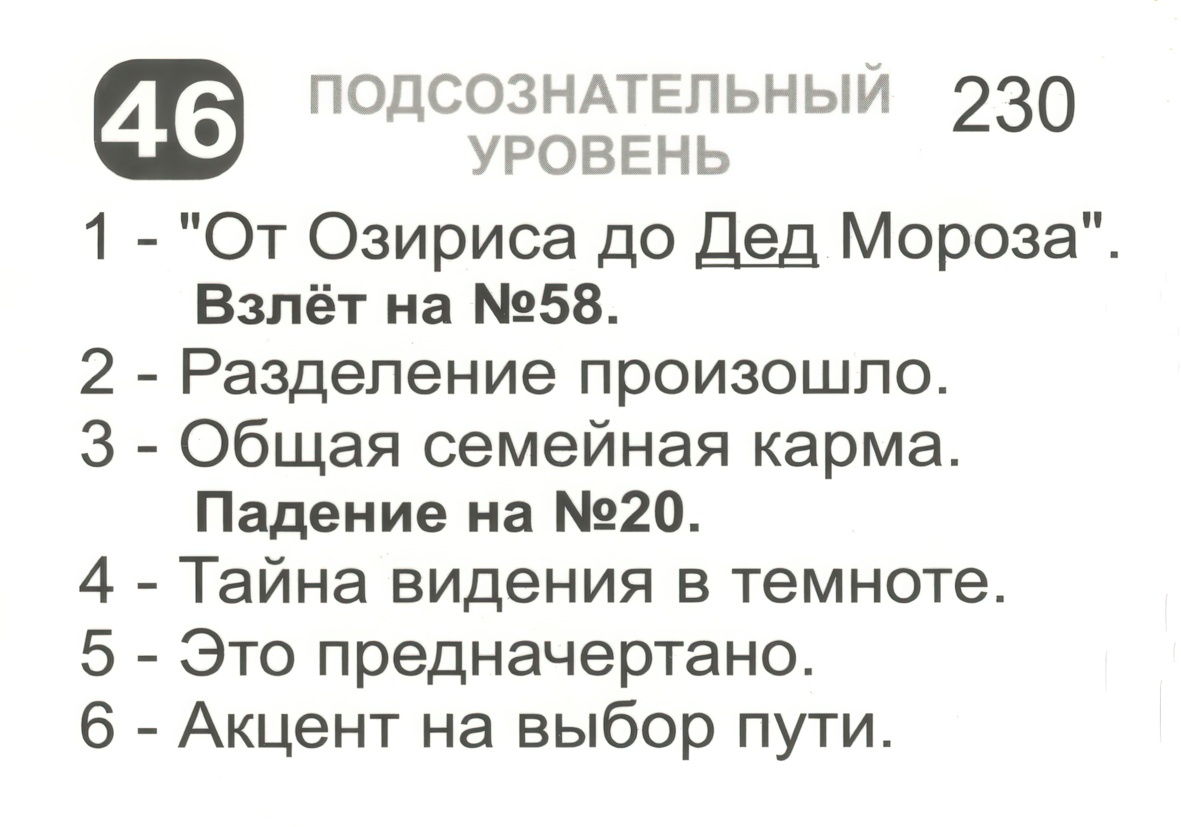 46 ПОДСОЗНАТЕЛЬНЫЙ 230
УРОВЕНЬ
1 - "От Озириса до Дед Мороза".
Взлёт на №58.
2 - Разделение произошло.
3 - Общая семейная карма.
Падение на №20.
4 - Тайна видения в темноте.
5 - Это предначертано.
6 - Акцент на выбор пути.